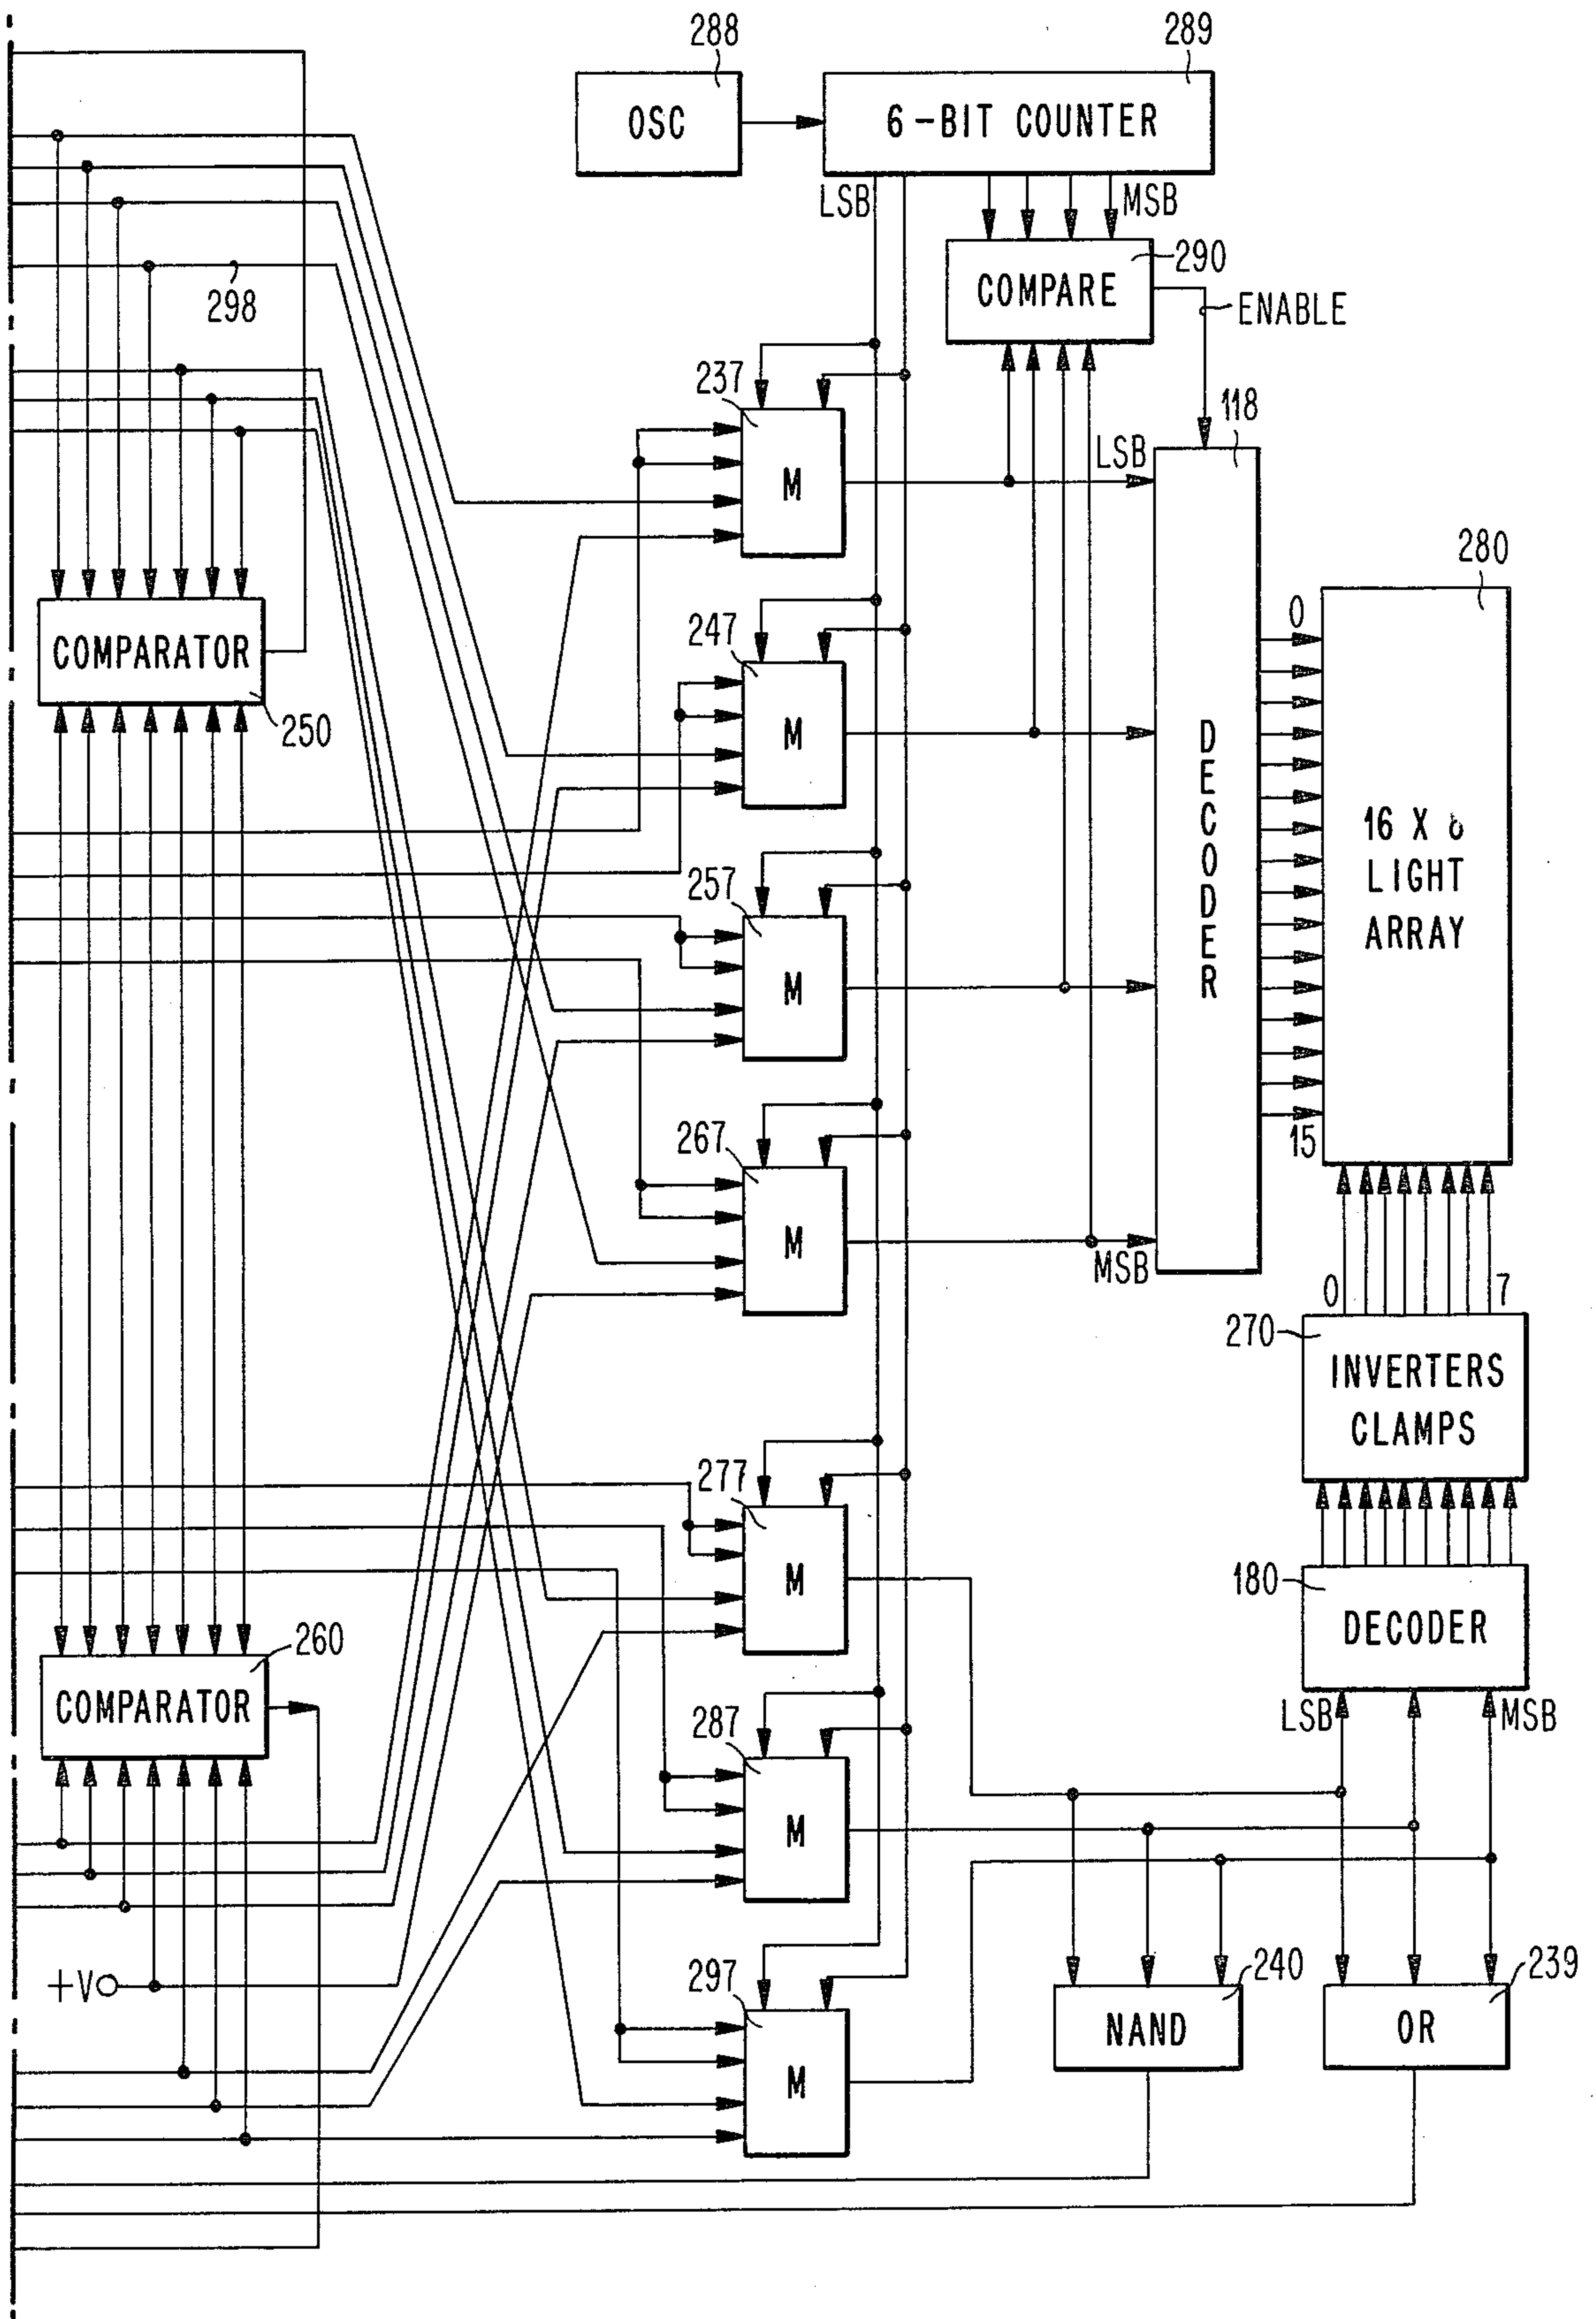 288
289
OSC
6-BIT COUNTER
LSB
MSB
290
COMPARE
ENABLE
298
237
118
M
LSB
280
0
247
COMPARATOR
M
250
DECODER
16 X 8
LIGHT
ARRAY
257
M
267
15
M
MSB
0
7
270
INVERTERS
CLAMPS
277
M
180
DECODER
260
COMPARATOR
LSB
MSB
287
M
+V
297
240
239
NAND
OR
M